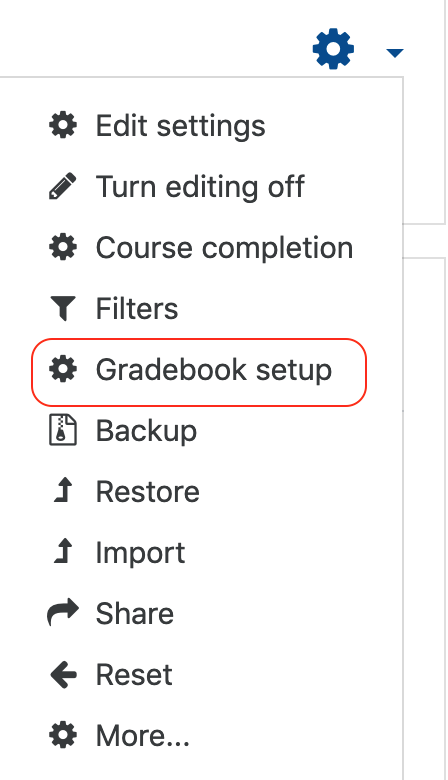 Edit settings
Turn editing off
Course completion
Filters
Gradebook setup
Backup
Restore
Import
Share
Reset
More...